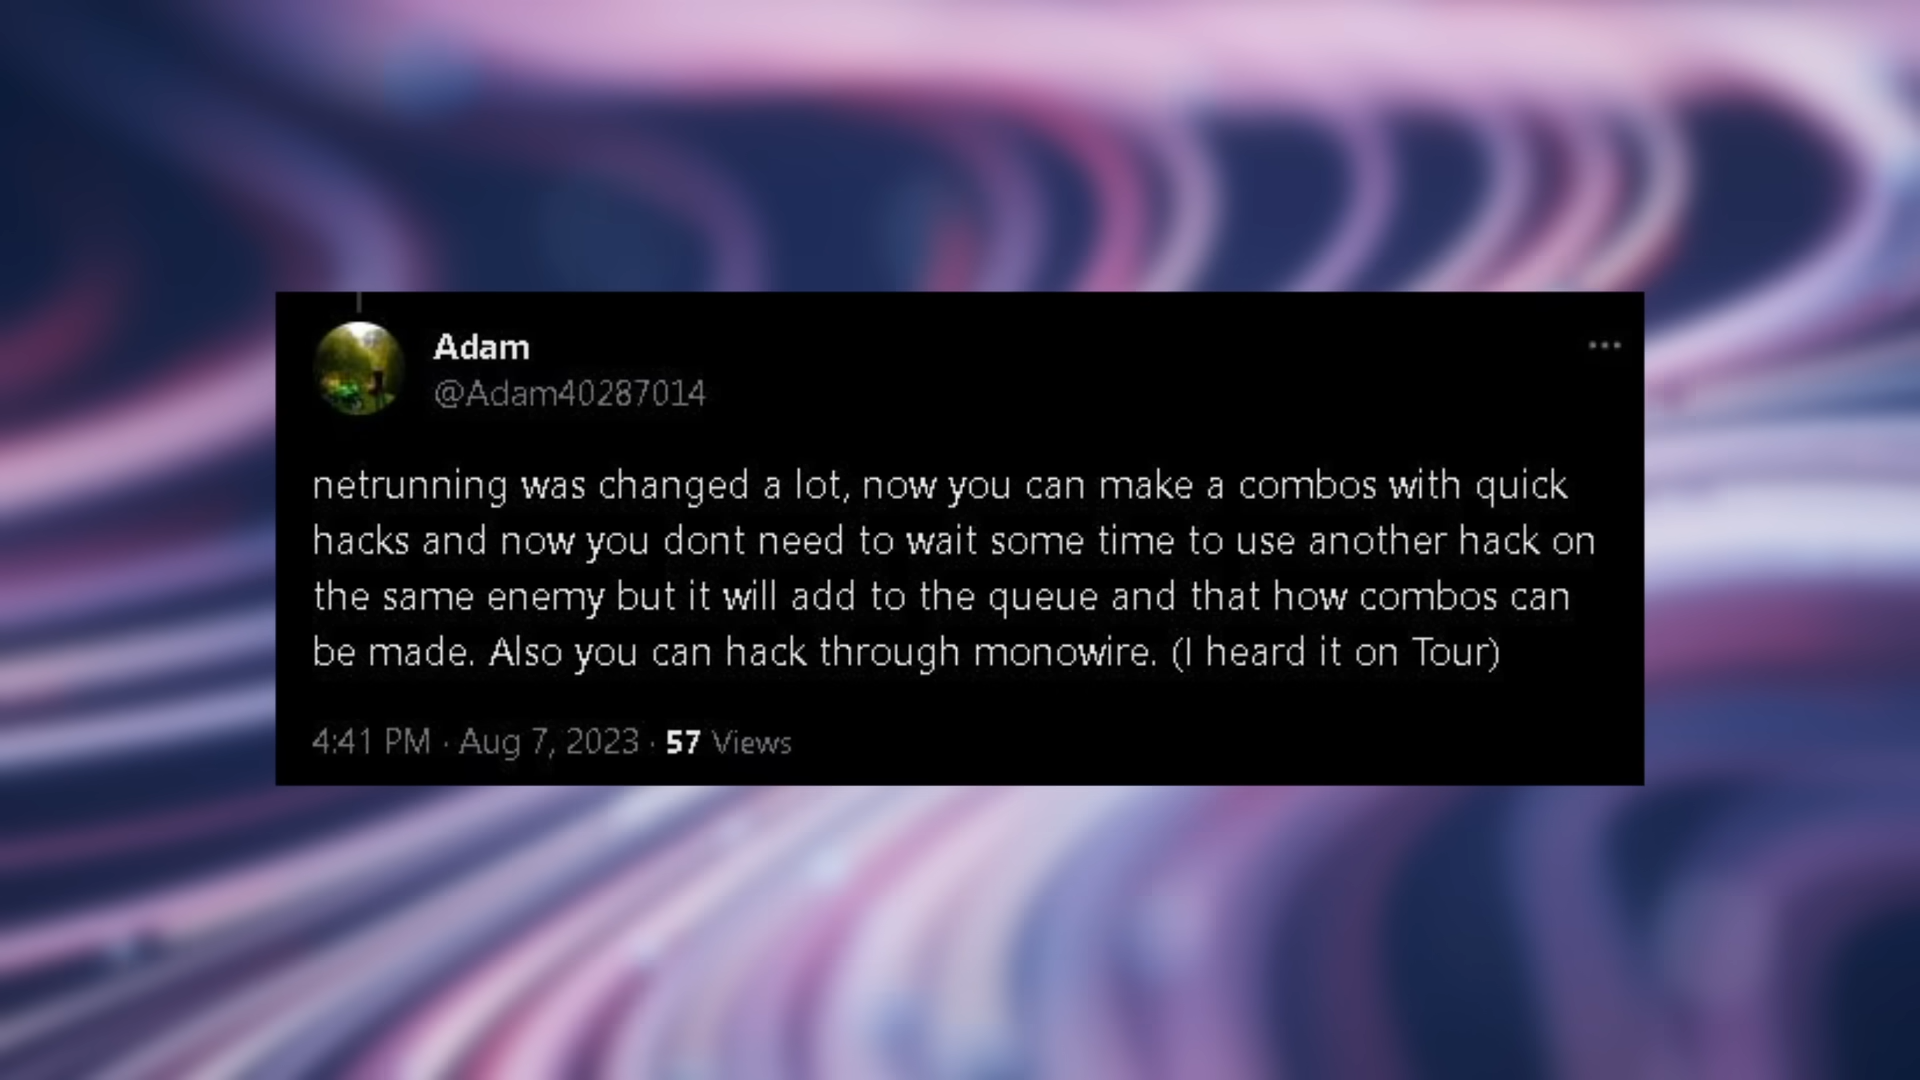 Adam
@Adam40287014
netrunning was changed a lot, now you can make a combos with quick
hacks and now you dont need to wait some time to use another hack on
the same enemy but it will add to the queue and that how combos can
be made. Also you can hack through monowire. (I heard it on Tour)
4:41 PM · Aug 7, 2023 · 57 Views